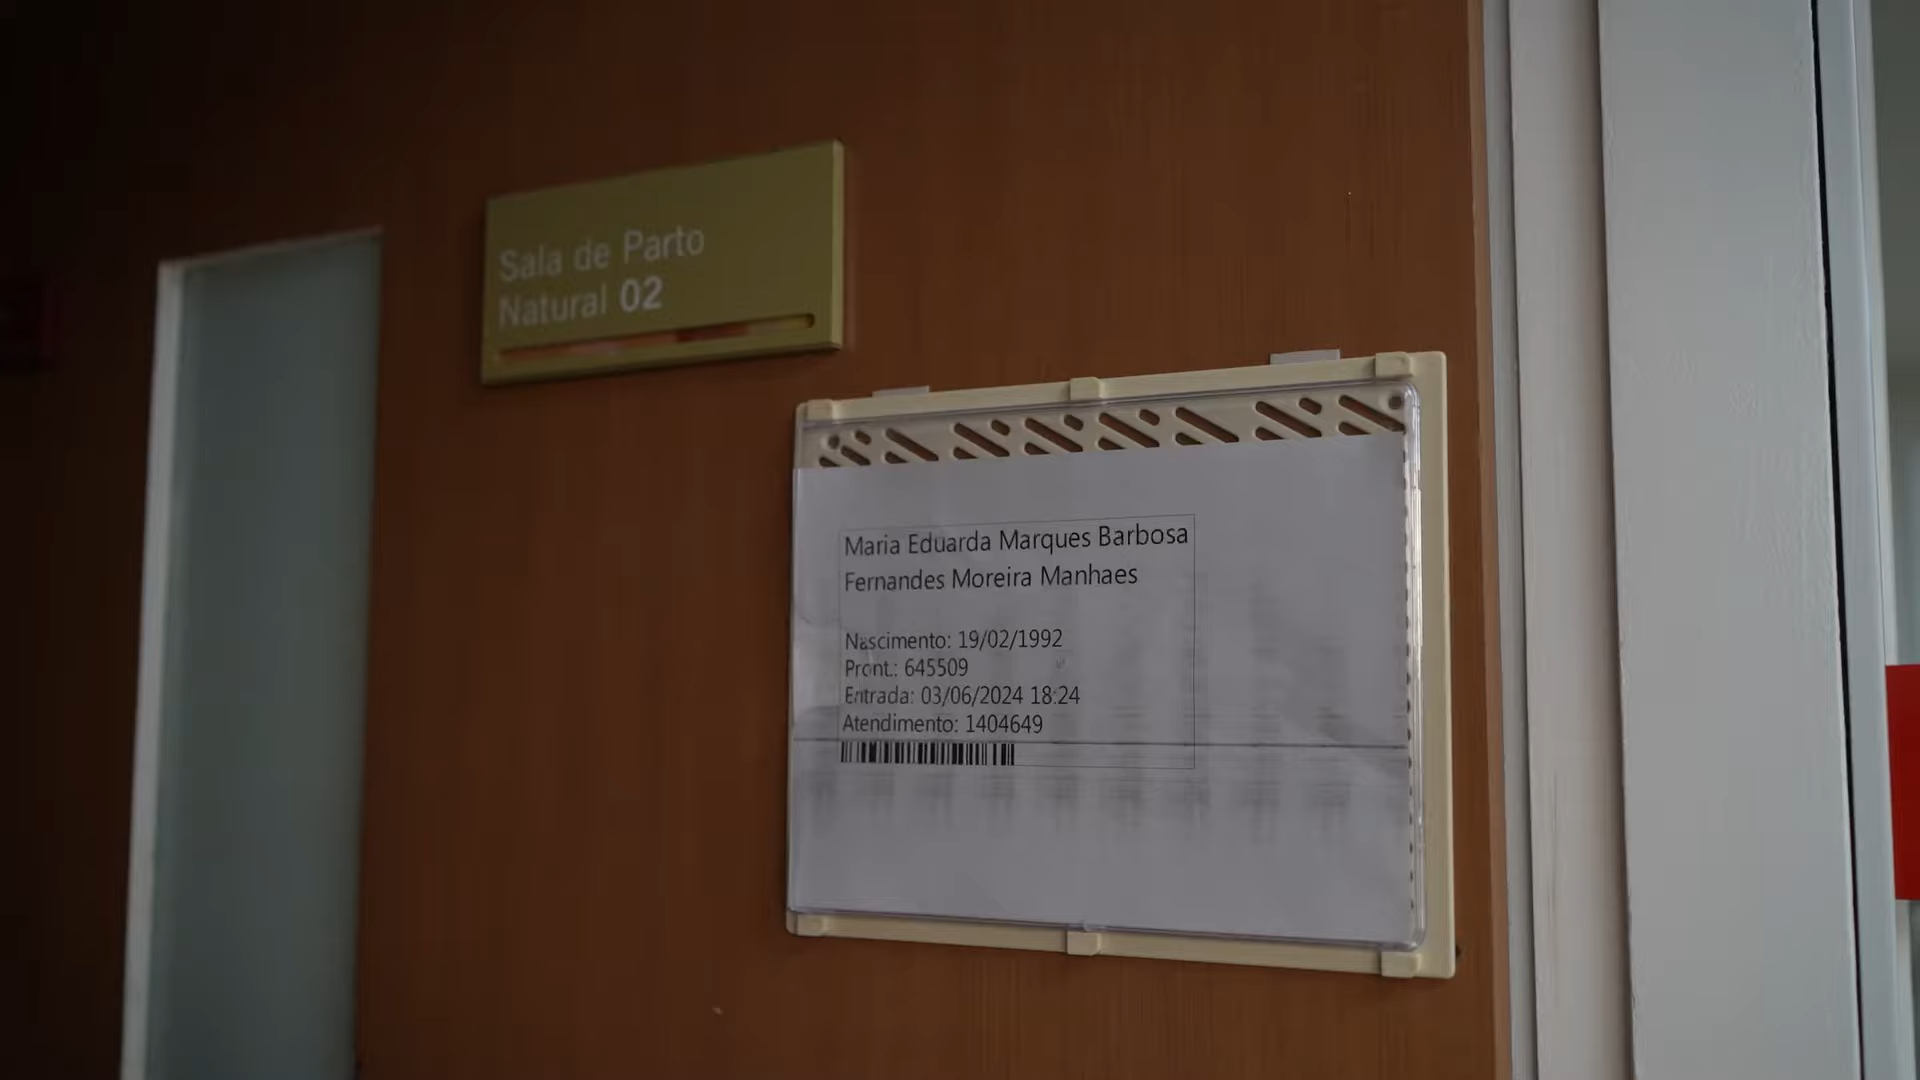 Sala de Parto
Natural 02
Maria Eduarda Marques Barbosa
Fernandes Moreira Manhaes
Nascimento: 19/02/1992
Pront.: 645509
Entrada: 03/06/2024 18:24
Atendimento: 1404649